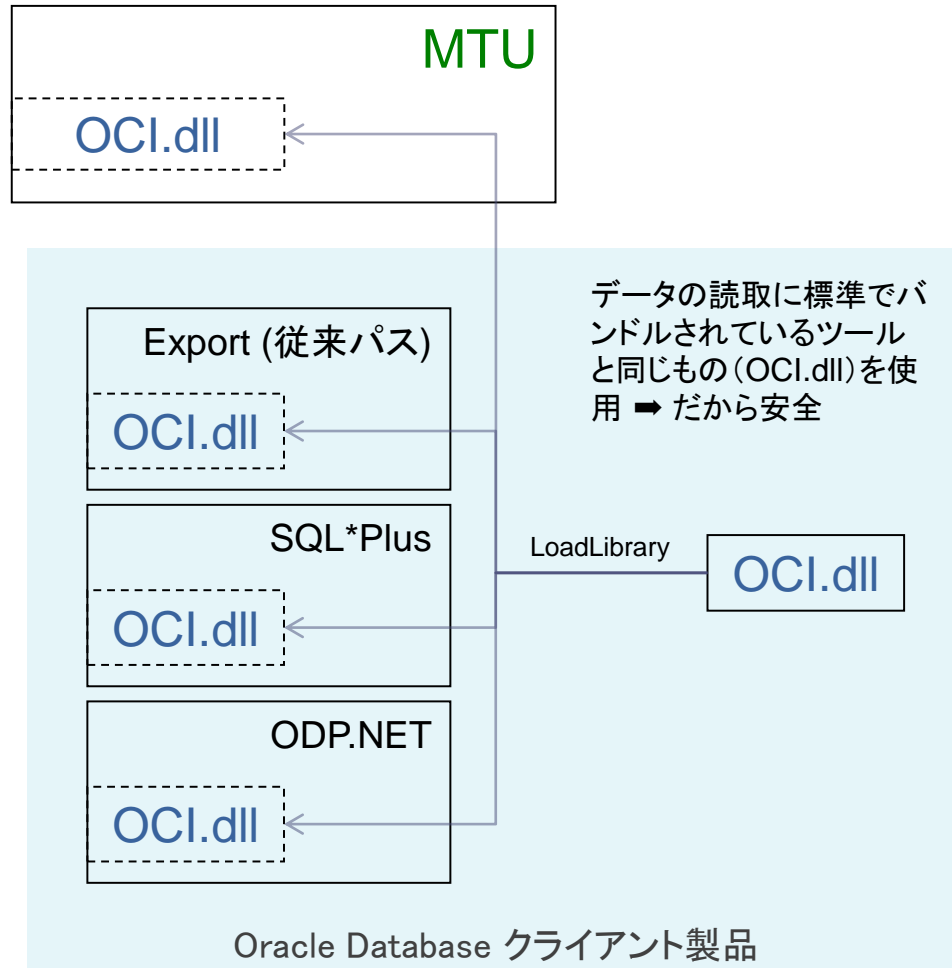 MTU
OCI.dll
データの読取に標準でバ
ンドルされているツール
と同じもの（OCI.dll）を使
用 ➡ だから安全
Export (従来パス)
OCI.dll
SQL*Plus
OCI.dll
LoadLibrary
OCI.dll
ODP.NET
OCI.dll
Oracle Database クライアント製品